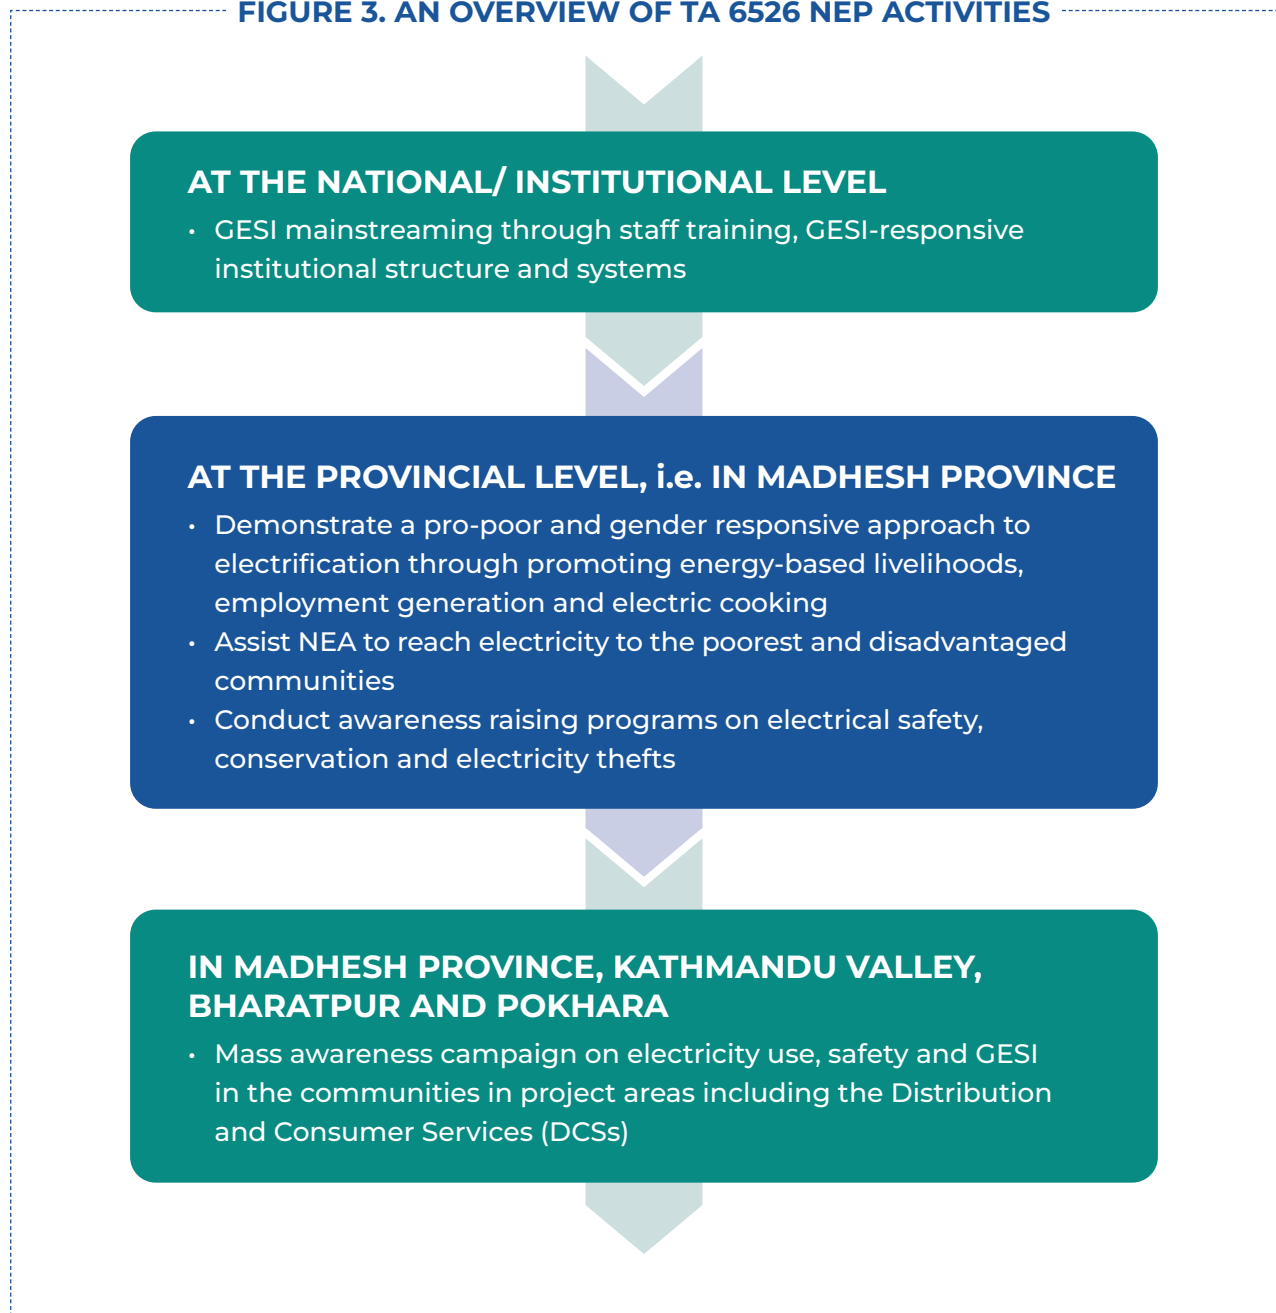 FIGURE 3. AN OVERVIEW OF TA 6526 NEP ACTIVITIES
AT THE NATIONAL/ INSTITUTIONAL LEVEL
• GESI mainstreaming through staff training, GESI-responsive
institutional structure and systems
AT THE PROVINCIAL LEVEL, i.e. IN MADHESH PROVINCE
• Demonstrate a pro-poor and gender responsive approach to
electrification through promoting energy-based livelihoods,
employment generation and electric cooking
• Assist NEA to reach electricity to the poorest and disadvantaged
communities
• Conduct awareness raising programs on electrical safety,
conservation and electricity thefts
IN MADHESH PROVINCE, KATHMANDU VALLEY,
BHARATPUR AND POKHARA
• Mass awareness campaign on electricity use, safety and GESI
in the communities in project areas including the Distribution
and Consumer Services (DCSs)